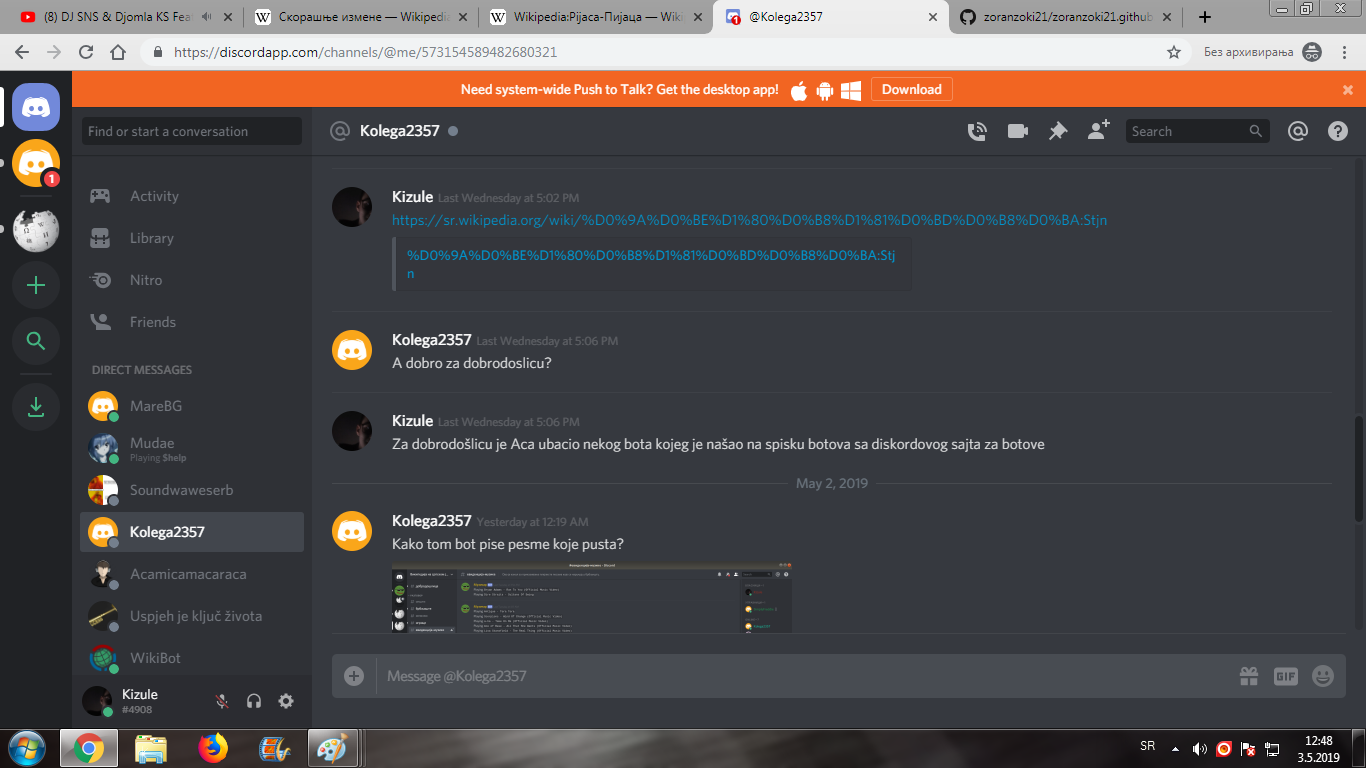 (8) DJ SNS & Djomla KS Feat
Скорашње измене — Wikipedia
Wikipedia:Pijaca-Пијаца — Wiki
@Kolega2357
zoranzoki21/zoranzoki21.github
https://discordapp.com/channels/@me/573154589482680321
Без архивирања
Need system-wide Push to Talk? Get the desktop app!
Download
Find or start a conversation
Kolega2357
Search
Activity
Library
Nitro
Friends
DIRECT MESSAGES
MareBG
Mudae
Playing $help
Soundwaweserb
Kolega2357
Acamicamacaraca
Uspjeh je ključ života
WikiBot
Kizule
#4908
Kizule Last Wednesday at 5:02 PM
https://sr.wikipedia.org/wiki/%D0%9A%D0%BE%D1%80%D0%B8%D1%81%D0%BD%D0%B8%D0%BA:Stjn
%D0%9A%D0%BE%D1%80%D0%B8%D1%81%D0%BD%D0%B8%D0%BA:Stj
n
Kolega2357 Last Wednesday at 5:06 PM
A dobro za dobrodoslicu?
Kizule Last Wednesday at 5:06 PM
Za dobrodošlicu je Aca ubacio nekog bota kojeg je našao na spisku botova sa diskordovog sajta za botove
May 2, 2019
Kolega2357 Yesterday at 12:19 AM
Kako tom bot pise pesme koje pusta?
Message @Kolega2357
GIF
SR
12:48
3.5.2019